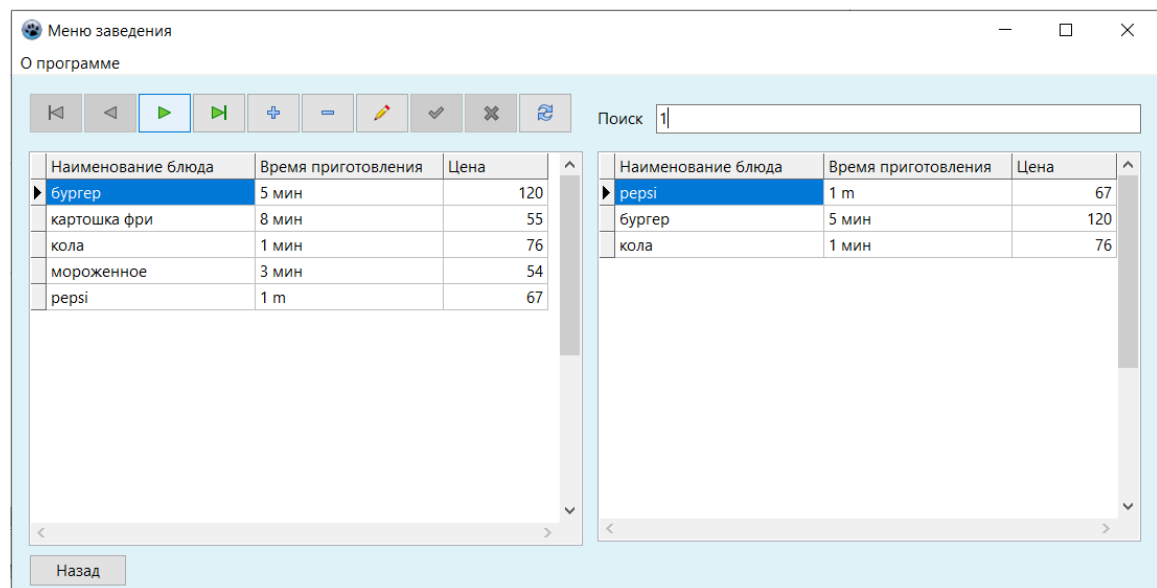 Меню заведения
О программе
Поиск 1
Наименование блюда Время приготовления Цена
бургер 5 мин 120
картошка фри 8 мин 55
кола 1 мин 76
мороженное 3 мин 54
pepsi 1 m 67
Наименование блюда Время приготовления Цена
pepsi 1 m 67
бургер 5 мин 120
кола 1 мин 76
Назад